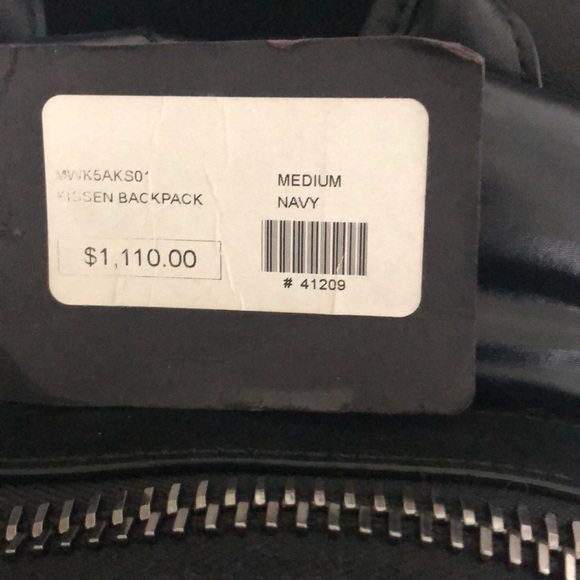 MWK5AKS01
KISSEN BACKPACK
$1,110.00
MEDIUM
NAVY
# 41209